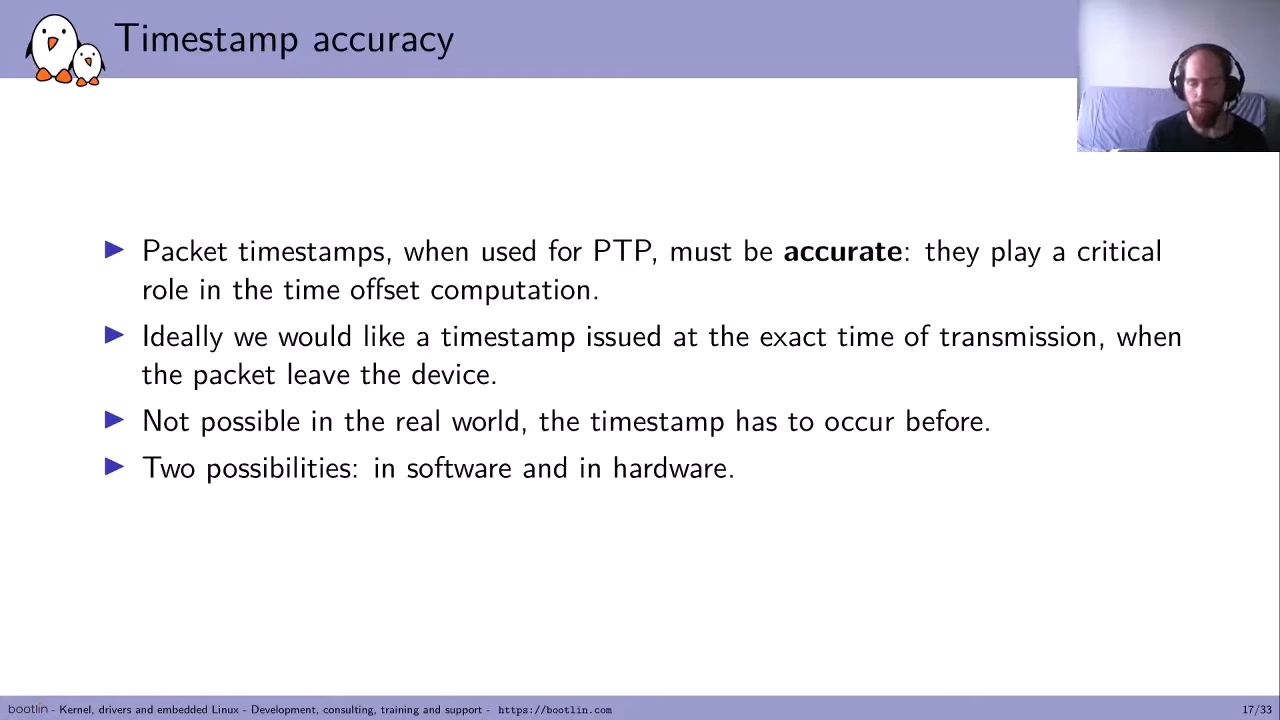 Timestamp accuracy
Packet timestamps, when used for PTP, must be accurate: they play a critical
role in the time offset computation.
Ideally we would like a timestamp issued at the exact time of transmission, when
the packet leave the device.
Not possible in the real world, the timestamp has to occur before.
Two possibilities: in software and in hardware.
bootlin - Kernel, drivers and embedded Linux - Development, consulting, training and support - https://bootlin.com
17/33